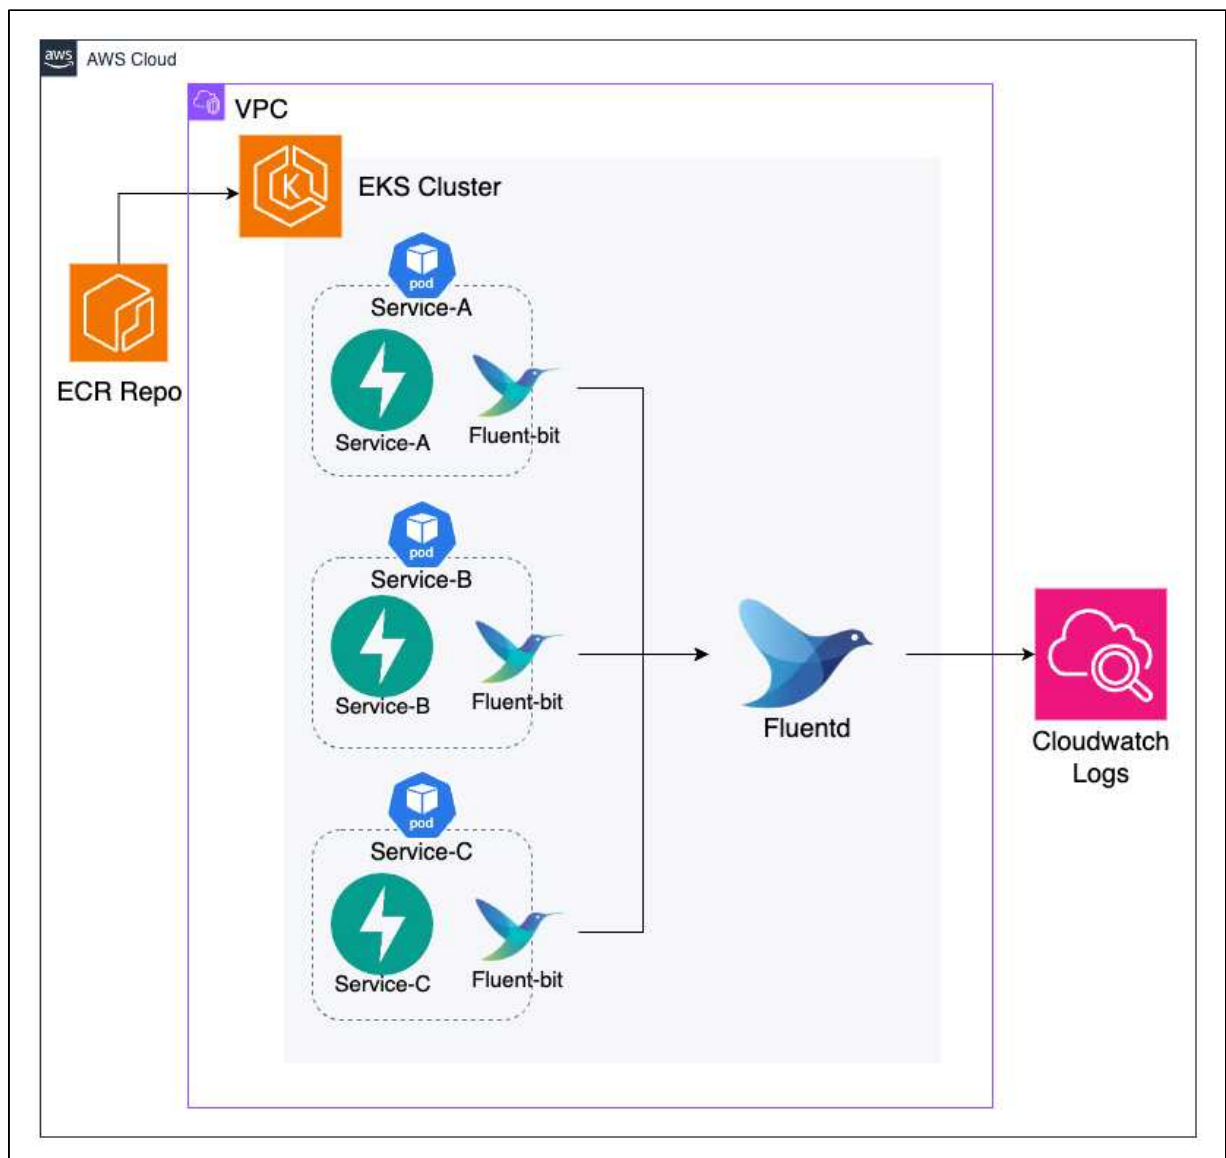 aws
AWS Cloud
VPC
K
EKS Cluster
ECR Repo
pod
Service-A
Service-A
Fluent-bit
pod
Service-B
Service-B
Fluent-bit
pod
Service-C
Service-C
Fluent-bit
Fluentd
Cloudwatch
Logs